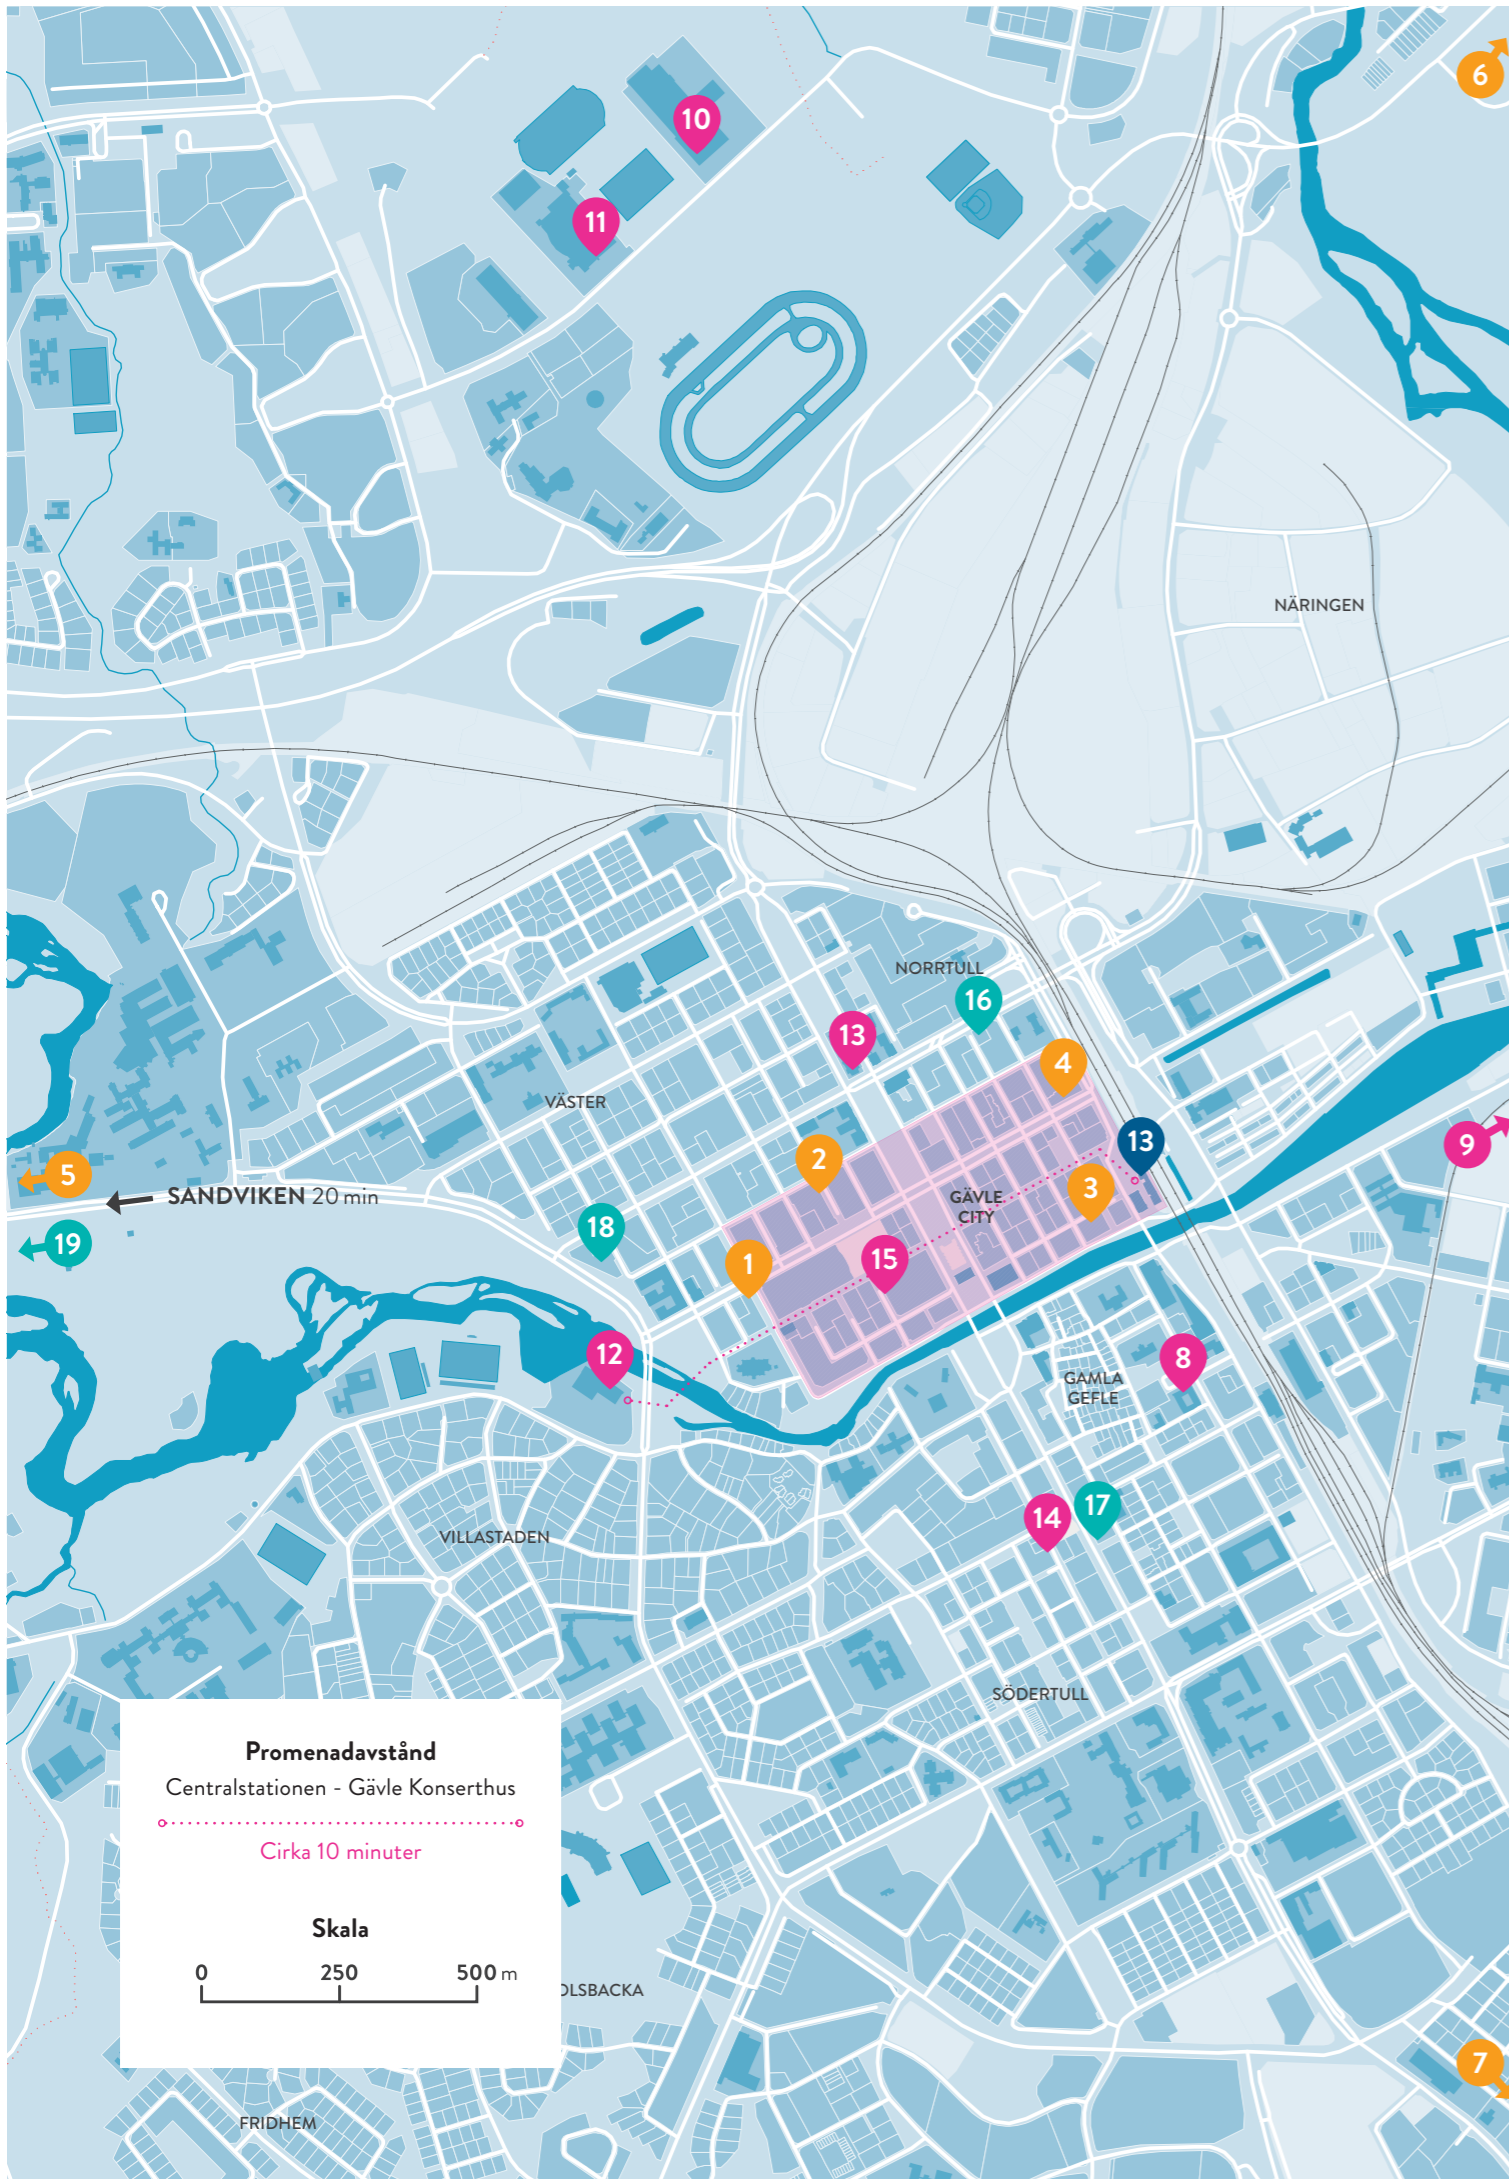 6
10
11
NÄRINGEN
NORRTULL
16
13
4
VÄSTER
13
9
2
5
3
SANDVIKEN 20 min
GÄVLE
CITY
18
19
15
1
12
8
GAMLA
GEFLE
17
14
VILLASTADEN
SÖDERTULL
Promenadavstånd
Centralstationen - Gävle Konserthus
Cirka 10 minuter
Skala
0 250 500 m
OLSBACKA
7
FRIDHEM